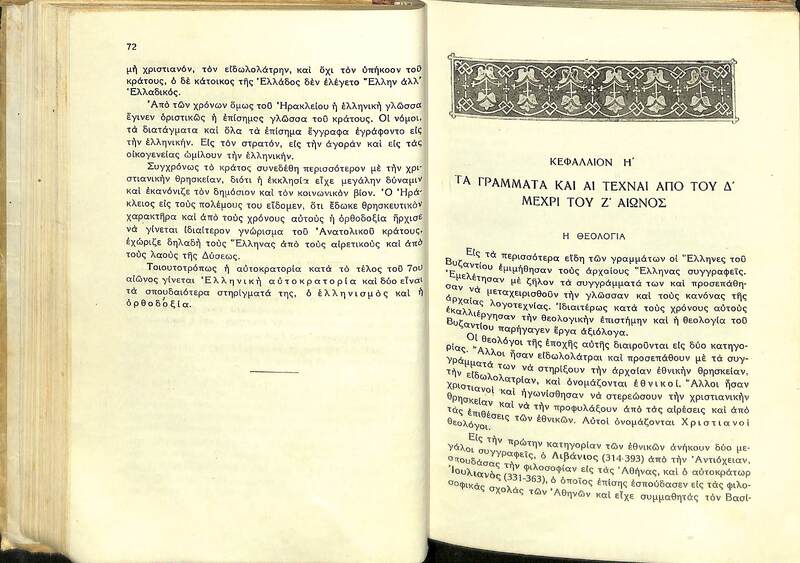 72
μὴ χριστιανόν, τὸν εἰδωλολάτρην, καὶ ὄχι τὸν ὑπήκοον τοῦ
κράτους, ὁ δὲ κάτοικος τῆς Ἑλλάδος δὲν ἐλέγετο Ἕλλην ἀλλ'
Ἑλλαδικός.
Ἀπὸ τῶν χρόνων ὅμως τοῦ Ἡρακλείου ἡ ἑλληνικὴ γλῶσσα
ἔγινεν ὁριστικῶς ἡ ἐπίσημος γλῶσσα τοῦ κράτους. Οἱ νόμοι,
τὰ διατάγματα καὶ ὅλα τὰ ἐπίσημα ἔγγραφα ἐγράφοντο εἰς
τὴν ἑλληνικήν. Εἰς τὸν στρατόν, εἰς τὴν ἀγορὰν καὶ εἰς τὰς
οἰκογενείας ὡμίλουν τὴν ἑλληνικήν.
Συγχρόνως τὸ κράτος συνεδέθη περισσότερον μὲ τὴν χρι-
στιανικὴν θρησκείαν, διότι ἡ ἐκκλησία εἶχε μεγάλην δύναμιν
καὶ ἐκανόνιζε τὸν δημόσιον καὶ τὸν κοινωνικὸν βίον. Ὁ Ἡρά-
κλειος εἰς τοὺς πολέμους του εἴδομεν, ὅτι ἔδωκε θρησκευτικὸν
χαρακτῆρα καὶ ἀπὸ τοὺς χρόνους αὐτοὺς ἡ ὀρθοδοξία ἤρχισε
νὰ γίνεται ἰδιαίτερον γνώρισμα τοῦ Ἀνατολικοῦ κράτους,
ἐχώριζε δηλαδὴ τοὺς Ἕλληνας ἀπὸ τοὺς αἱρετικοὺς καὶ ἀπὸ
τοὺς λαοὺς τῆς Δύσεως.
Τοιουτοτρόπως ἡ αὐτοκρατορία κατὰ τὸ τέλος τοῦ 7ου
αἰῶνος γίνεται Ἑλληνικὴ αὐτοκρατορία καὶ δύο εἶναι
τὰ σπουδαιότερα στηρίγματά της, ὁ ἑλληνισμὸς καὶ ἡ
ὀρθοδοξία.
ΚΕΦΑΛΛΙΟΝ Η′
ΤΑ ΓΡΑΜΜΑΤΑ ΚΑΙ ΑΙ ΤΕΧΝΑΙ ΑΠΟ ΤΟΥ Δ′
ΜΕΧΡΙ ΤΟΥ Ζ′ ΑΙΩΝΟΣ
Η ΘΕΟΛΟΓΙΑ
Εἰς τὰ περισσότερα εἴδη τῶν γραμμάτων οἱ Ἕλληνες τοῦ
Βυζαντίου ἐμιμήθησαν τοὺς ἀρχαίους Ἕλληνας συγγραφεῖς.
Ἐμελέτησαν μὲ ζῆλον τὰ συγγράμματά των καὶ προσεπάθη-
σαν νὰ μεταχειρισθοῦν τὴν γλῶσσαν καὶ τοὺς κανόνας τῆς
ἀρχαίας λογοτεχνίας. Ἰδιαιτέρως κατὰ τοὺς χρόνους αὐτοὺς
ἐκαλλιέργησαν τὴν θεολογικὴν ἐπιστήμην καὶ ἡ θεολογία τοῦ
Βυζαντίου παρήγαγεν ἔργα ἀξιόλογα.
Οἱ θεολόγοι τῆς ἐποχῆς αὐτῆς διαιροῦνται εἰς δύο κατηγο-
ρίας. Ἄλλοι ἦσαν εἰδωλολάτραι καὶ προσεπάθουν μὲ τὰ συγ-
γράμματά των νὰ στηρίξουν τὴν ἀρχαίαν ἐθνικὴν θρησκείαν,
τὴν εἰδωλολατρίαν, καὶ ὀνομάζονται ἐθνικοί. Ἄλλοι ἦσαν
χριστιανοὶ καὶ ἠγωνίσθησαν νὰ στερεώσουν τὴν χριστιανικὴν
θρησκείαν καὶ νὰ τὴν προφυλάξουν ἀπὸ τὰς αἱρέσεις καὶ ἀπὸ
τὰς ἐπιθέσεις τῶν ἐθνικῶν. Αὐτοὶ ὀνομάζονται Χριστιανοὶ
θεολόγοι.
Εἰς τὴν πρώτην κατηγορίαν τῶν ἐθνικῶν ἀνήκουν δύο με-
γάλοι συγγραφεῖς, ὁ Λιβάνιος (314-393) ἀπὸ τὴν Ἀντιόχειαν,
σπουδάσας τὴν φιλοσοφίαν εἰς τὰς Ἀθήνας, καὶ ὁ αὐτοκράτωρ
Ἰουλιανὸς (331-363), ὁ ὁποῖος ἐπίσης ἐσπούδασεν εἰς τὰς φιλο-
σοφικὰς σχολὰς τῶν Ἀθηνῶν καὶ εἶχε συμμαθητὰς τὸν Βασί-